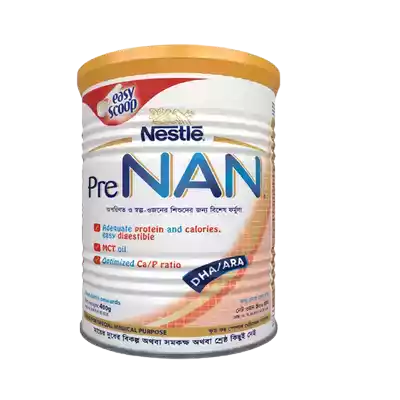 easy
scoop
Nestlé
Pre NAN
অপরিণত ও স্বল্প-ওজনের শিশুদের জন্য বিশেষ ফর্মূলা
Adequate protein and calories,
easy digestible
MCT oil
Optimized Ca/P ratio
DHA/ARA
400g
MEDICAL PURPOSE
মায়ের দুধের বিকল্প অথবা সমকক্ষ অথবা শ্রেষ্ঠ কিছুই নেই